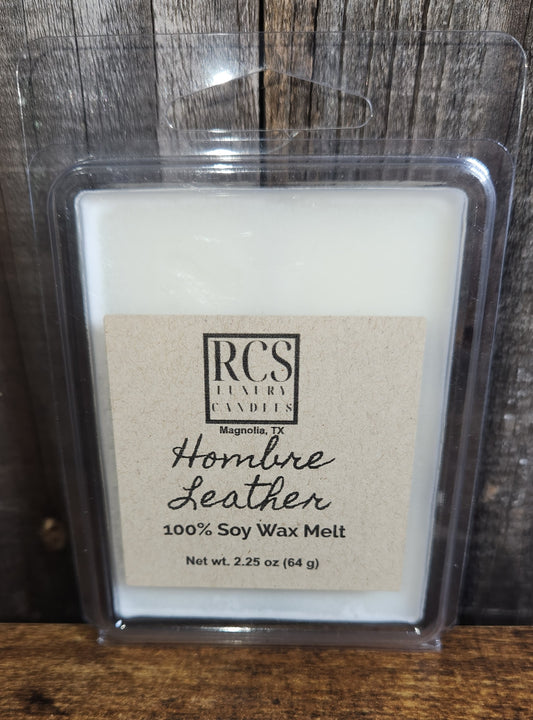 RCS
LUXURY
CANDLES
Magnolia, TX
Hombre
Leather
100% Soy Wax Melt
Net wt. 2.25 oz (64 g)